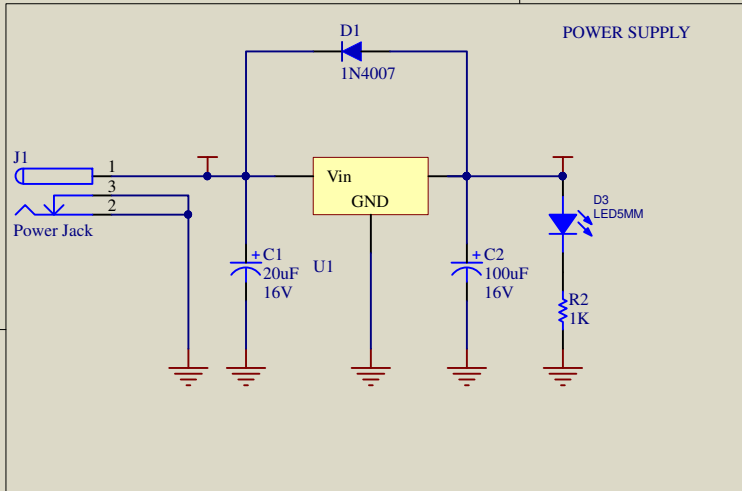 POWER SUPPLY
D1
1N4007
J1
1
3
2
Power Jack
Vin
GND
U1
+ C1
20uF
16V
+ C2
100uF
16V
D3
LED5MM
R2
1K